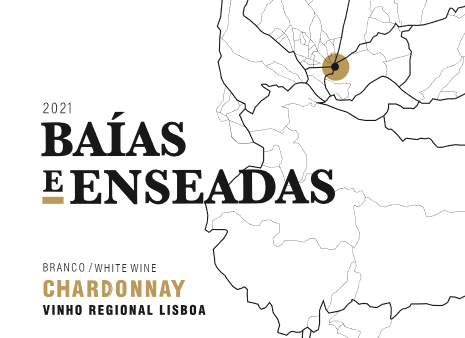 2021
BAÍAS
E ENSEADAS
BRANCO / WHITE WINE
CHARDONNAY
VINHO REGIONAL LISBOA